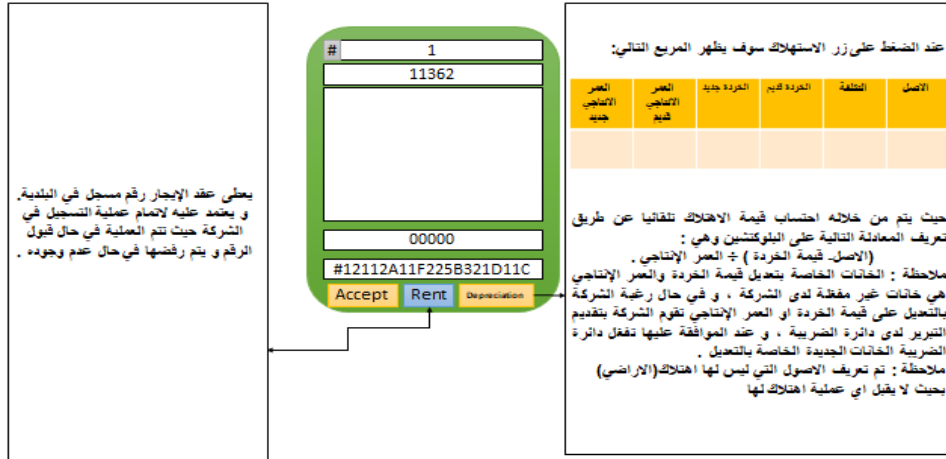 عند الضغط على زر الاستهلاك سوف يظهر المربع التالي:
الاصل التكلفة الخردة قديم الخردة جديد العمر الانتاجي قديم العمر الانتاجي جديد
حيث يتم من خلاله احتساب قيمة الاهتلاك تلقائيا عن طريق
تعريف المعادلة التالية على البلوكتشين وهي :
(الاصل- قيمة الخردة ) ÷ العمر الإنتاجي .
ملاحظة : الخانات الخاصة بتعديل قيمة الخردة والعمر الإنتاجي
هي خانات غير مفعلة لدى الشركة ، و في حال رغبة الشركة
بالتعديل على قيمة الخردة او العمر الإنتاجي تقوم الشركة بتقديم
التبرير لدى دائرة الضريبة ، و عند الموافقة عليها تفعل دائرة
الضريبة الخانات الجديدة الخاصة بالتعديل .
ملاحظة : تم تعريف الاصول التي ليس لها اهتلاك(الاراضي)
بحيث لا يقبل اي عملية اهتلاك لها
# 1
11362
00000
#12112A11F225B321D11C
Accept Rent Depreciation
يعطى عقد الإيجار رقم مسجل في البلدية.
و يعتمد عليه لاتمام عملية التسجيل في
الشركة حيث تتم العملية في حال قبول
الرقم و يتم رفضها في حال عدم وجوده .